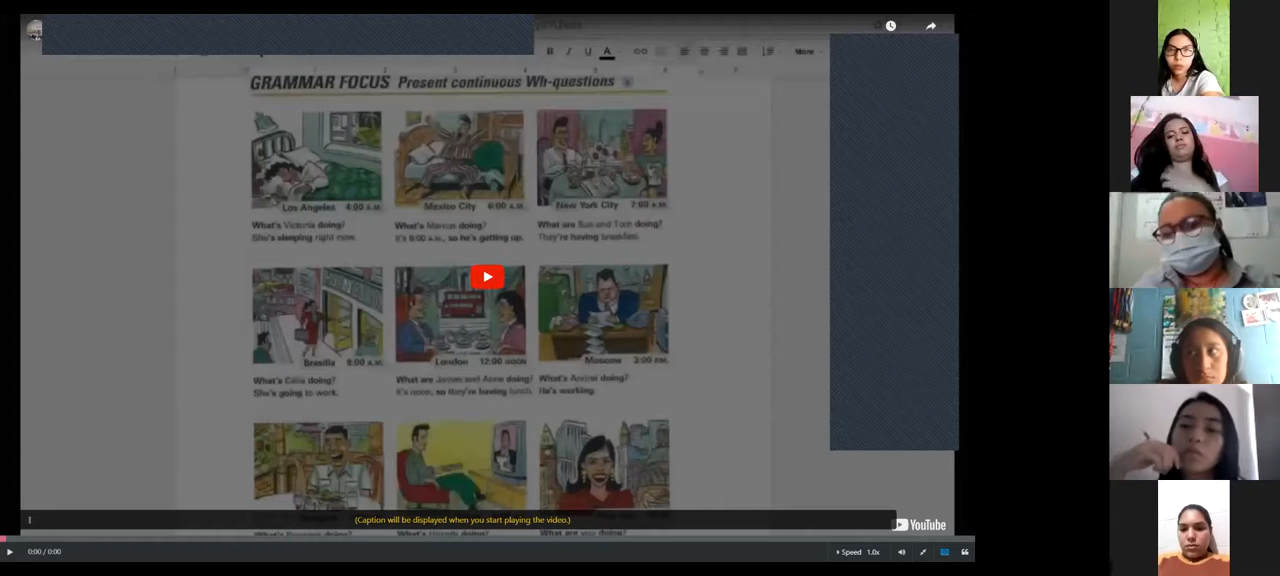 More
GRAMMAR FOCUS Present continuous Wh-questions
Los Angeles 4:00 A.M.
Mexico City 6:00 A.M.
New York City 7:00 A.M.
What's Victoria doing?
She's sleeping right now.
What's Marcos doing?
It's 6:00 A.M., so he's getting up.
What are Sue and Tom doing?
They're having breakfast.
Brasilia 9:00 A.M.
London 12:00 NOON
Moscow 3:00 P.M.
What's Celia doing?
She's going to work.
What are James and Anne doing?
It's noon, so they're having lunch.
What's Andrei doing?
He's working.
(Caption will be displayed when you start playing the video.)
YouTube
What are you doing?
0:00 / 0:00
Speed 1.0x